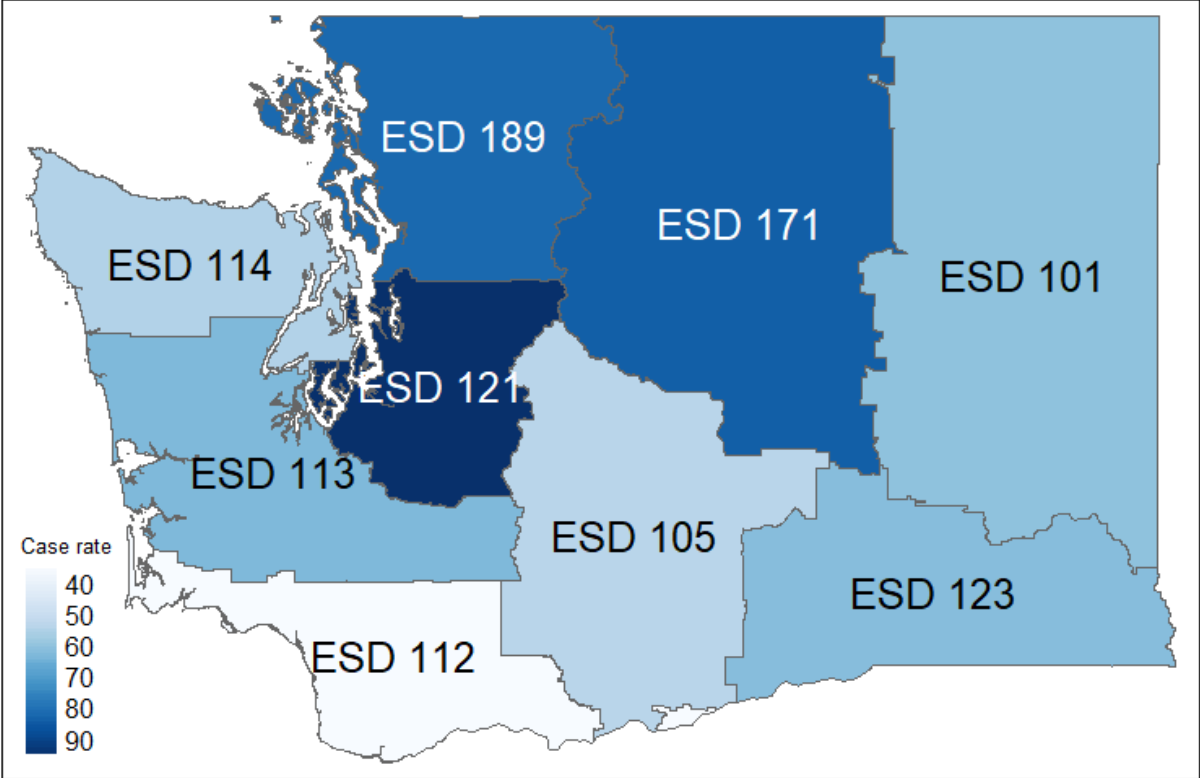 ESD 189
ESD 171
ESD 114
ESD 101
ESD 121
ESD 113
ESD 105
ESD 123
ESD 112
Case rate
40
50
60
70
80
90